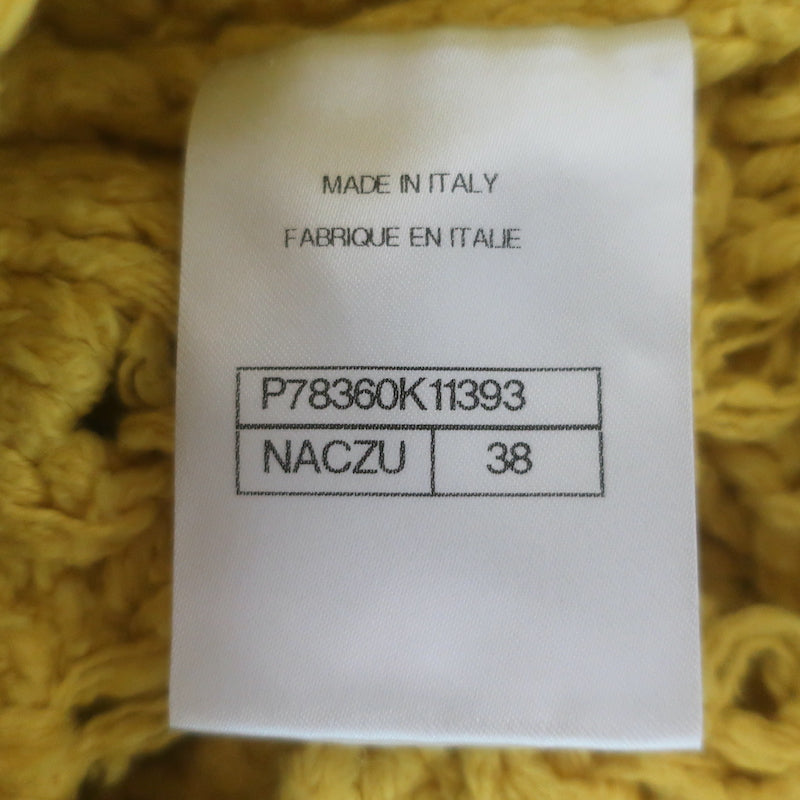 MADE IN ITALY
FABRIQUE EN ITALIE
P78360K11393
NACZU 38